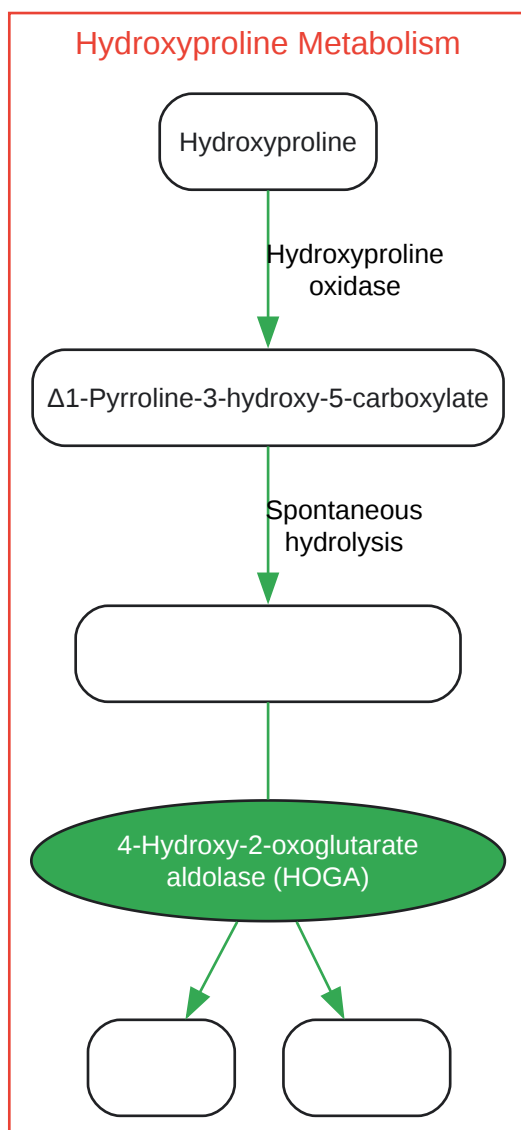 Hydroxyproline Metabolism
Hydroxyproline
Hydroxyproline
oxidase
Δ1-Pyrroline-3-hydroxy-5-carboxylate
Spontaneous
hydrolysis
4-Hydroxy-2-oxoglutarate
aldolase (HOGA)